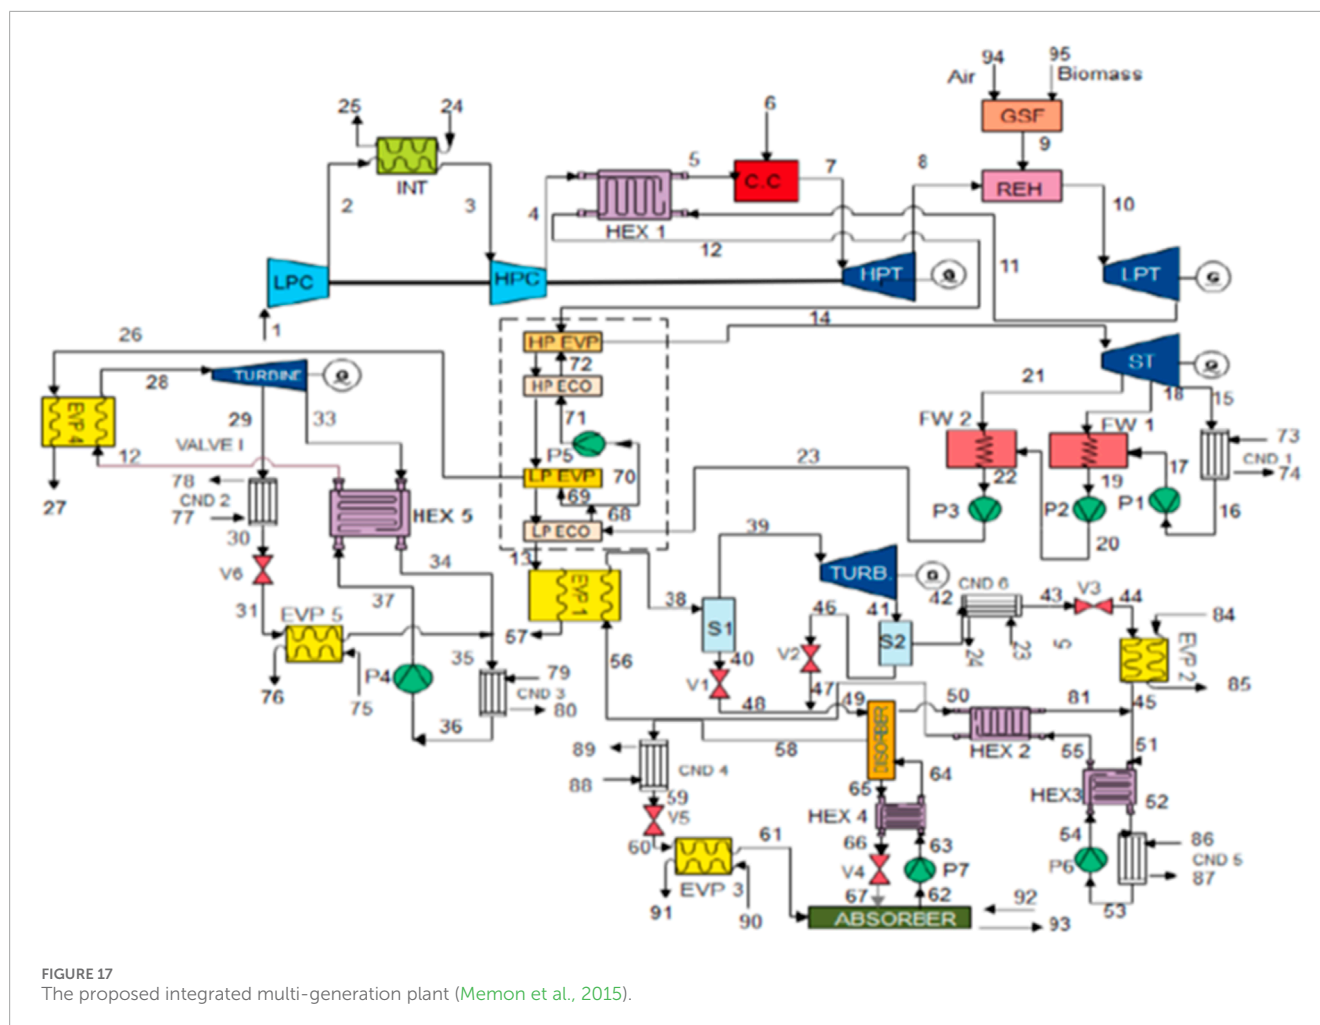 94
95
Air
Biomass
GSF
25
24
6
9
5
7
8
C.C
REH
INT
2
3
4
10
HEX 1
12
11
LPC
HPC
HPT
G
LPT
G
1
26
14
HP EVP
ST
G
28
TURBINE
G
72
21
18
15
HP ECO
29
33
71
FW 2
FW 1
EVP 4
VALVE I
73
12
P5
23
CND 1
17
74
78
LP EVP
70
22
19
CND 2
69
27
HEX 5
68
P3
P2
P1
16
77
39
30
LP ECO
20
13
V6
34
TURB.
G
CND 6
V3
37
EVP 1
38
46
41
42
43
44
84
31
EVP 5
S1
57
V2
S2
24
23
5
EVP 2
56
40
35
P4
79
V1
47
85
76
75
CND 3
80
48
49
50
81
45
36
58
DISORBER
HEX 2
55
51
89
CND 4
64
88
65
HEX3
52
59
HEX 4
V5
54
60
61
66
63
86
P6
CND 5
V4
P7
87
EVP 3
91
67
62
92
53
90
ABSORBER
93
FIGURE 17
The proposed integrated multi-generation plant (Memon et al., 2015).